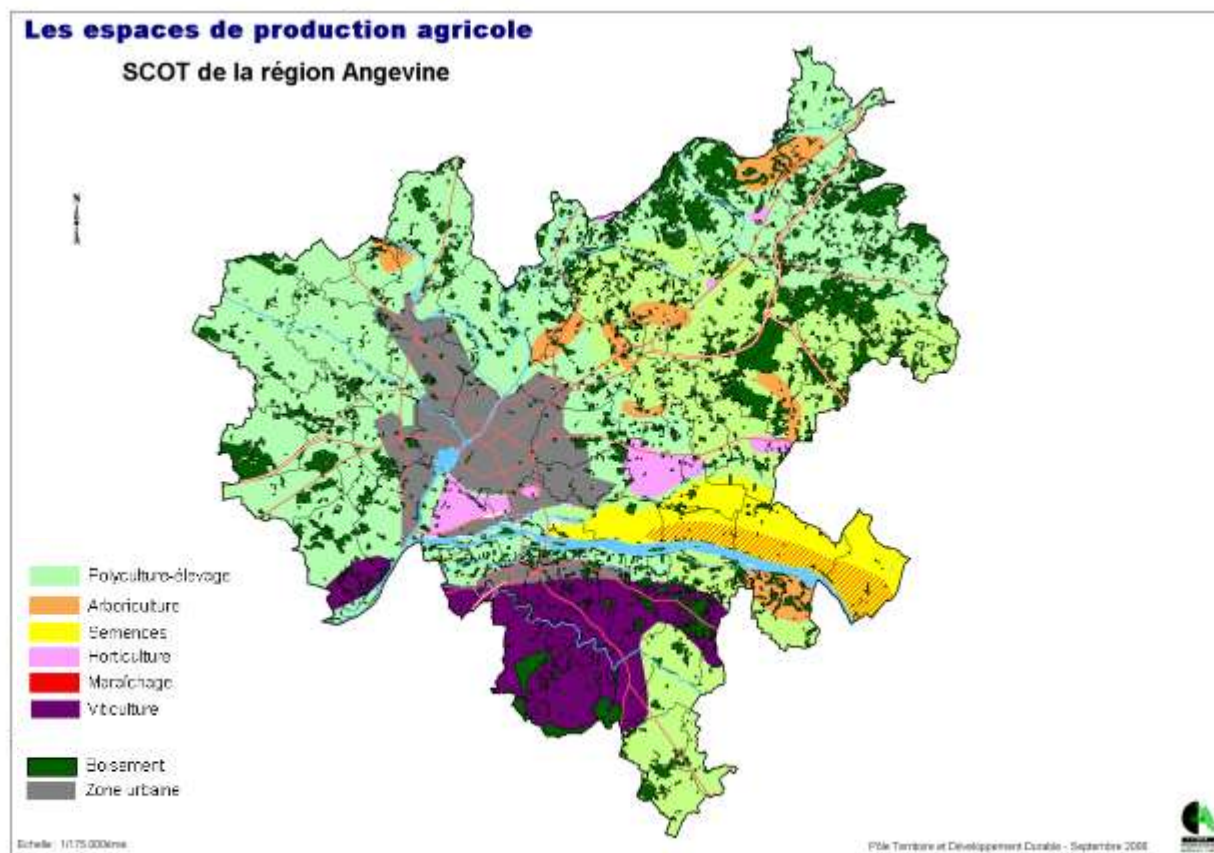 Les espaces de production agricole
SCOT de la région Angevine
N
Polyculture-élevage
Arboriculture
Semences
Horticulture
Maraîchage
Viticulture
Boisement
Zone urbaine
Echelle : 1/175.000ème
Pôle Territoire et Développement Durable - Septembre